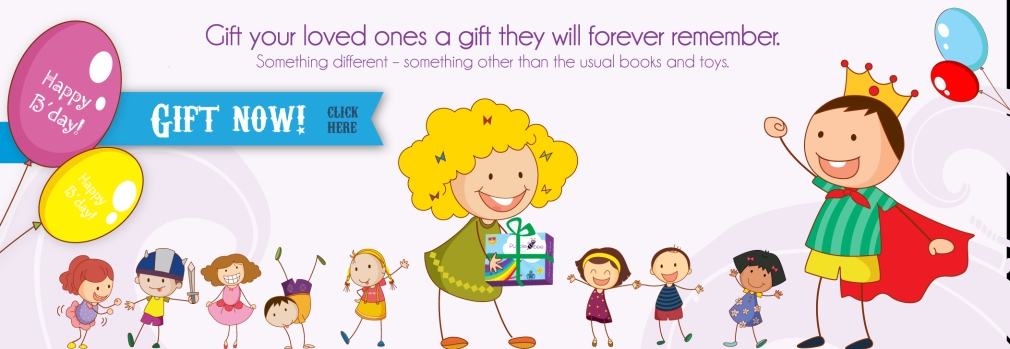 Gift your loved ones a gift they will forever remember.
Something different – something other than the usual books and toys.
Happy
B'day!
GIFT NOW!
CLICK
HERE
Happy
B'day!